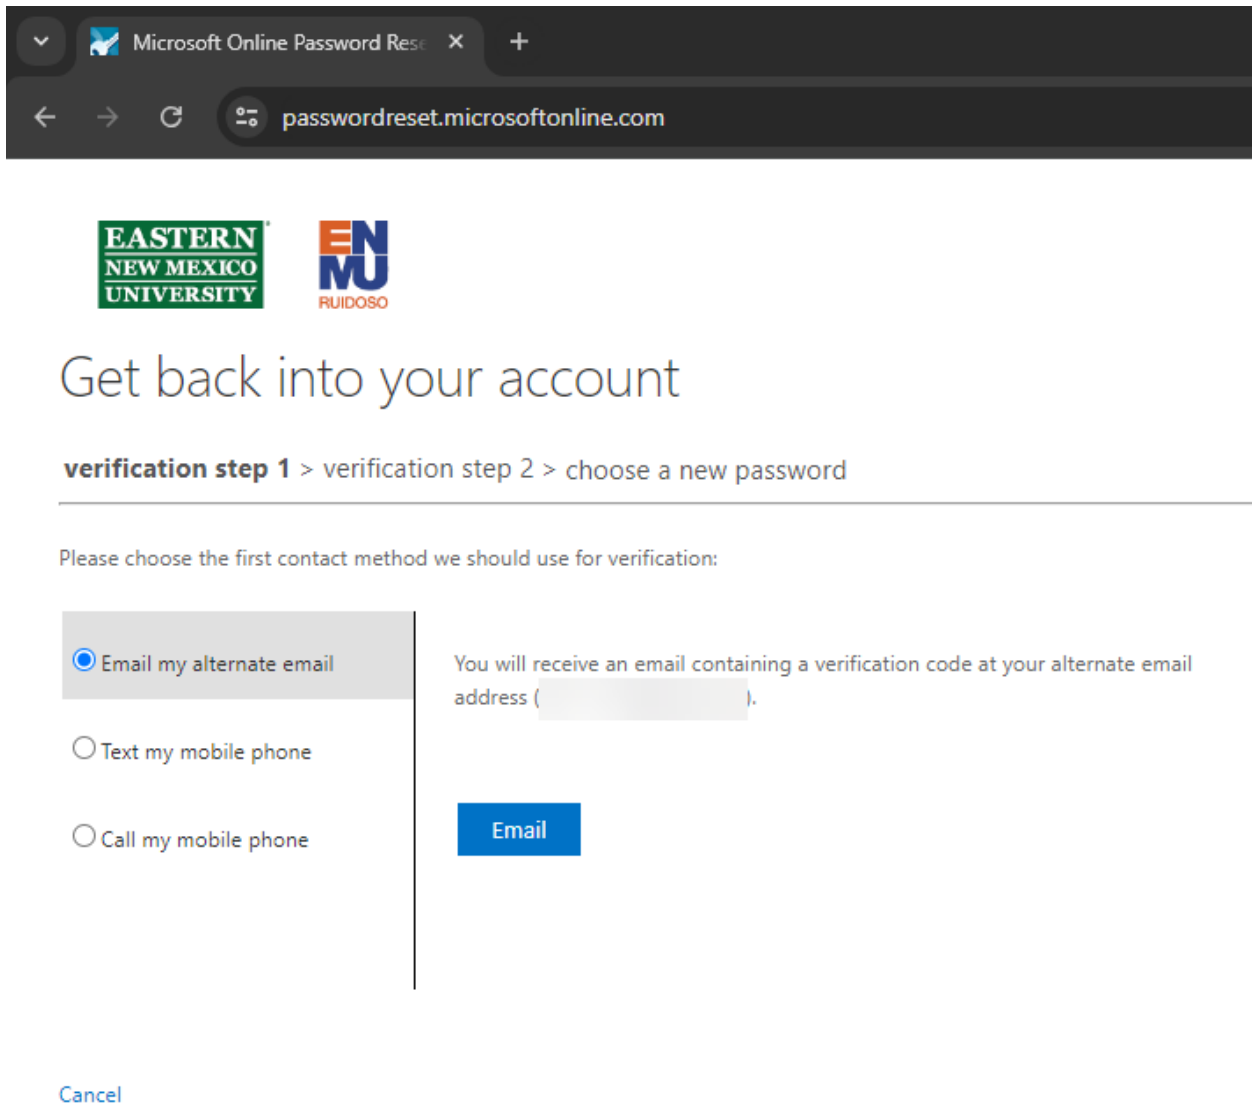 Microsoft Online Password Rese
passwordreset.microsoftonline.com
EASTERN
NEW MEXICO
UNIVERSITY
EN
MU
RUIDOSO
Get back into your account
verification step 1 > verification step 2 > choose a new password
Please choose the first contact method we should use for verification:
Email my alternate email
Text my mobile phone
Call my mobile phone
You will receive an email containing a verification code at your alternate email
address ( ).
Email
Cancel